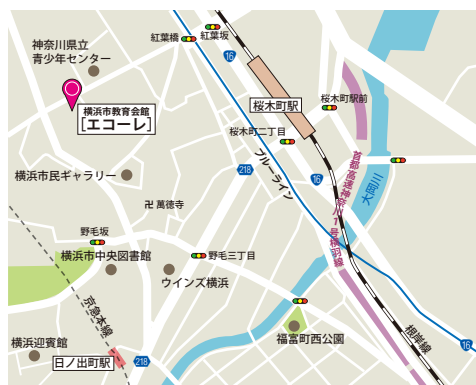 神奈川県立
青少年センター
紅葉橋
紅葉坂
16
18
横浜市教育会館
[エコーレ]
桜木町駅
桜木町駅前
桜木町二丁目
ブルーライン
横浜市民ギャラリー
218
16
首都高速神奈川1号横羽線
大岡川
卍 萬徳寺
野毛坂
横浜市中央図書館
野毛三丁目
ウインズ横浜
京急本線
福富町西公園
根岸線
横浜迎賓館
日ノ出町駅
218
16